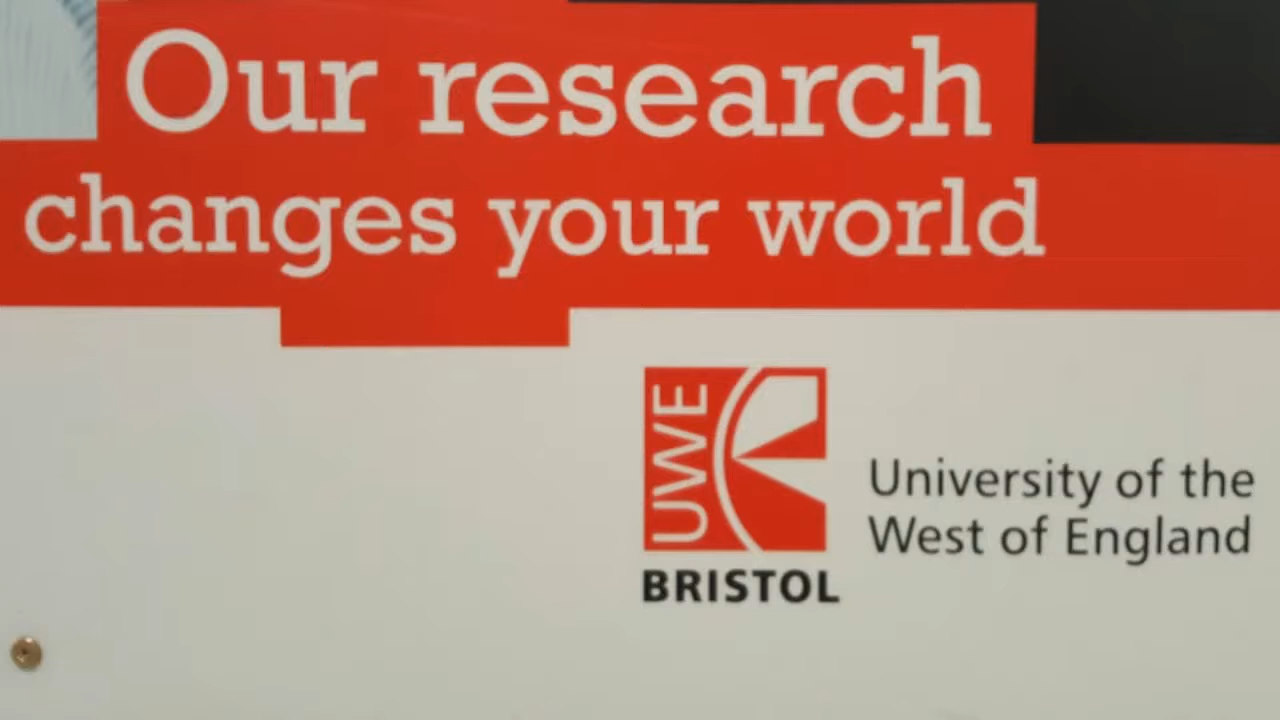 Our research
changes your world
UWE
BRISTOL
University of the
West of England